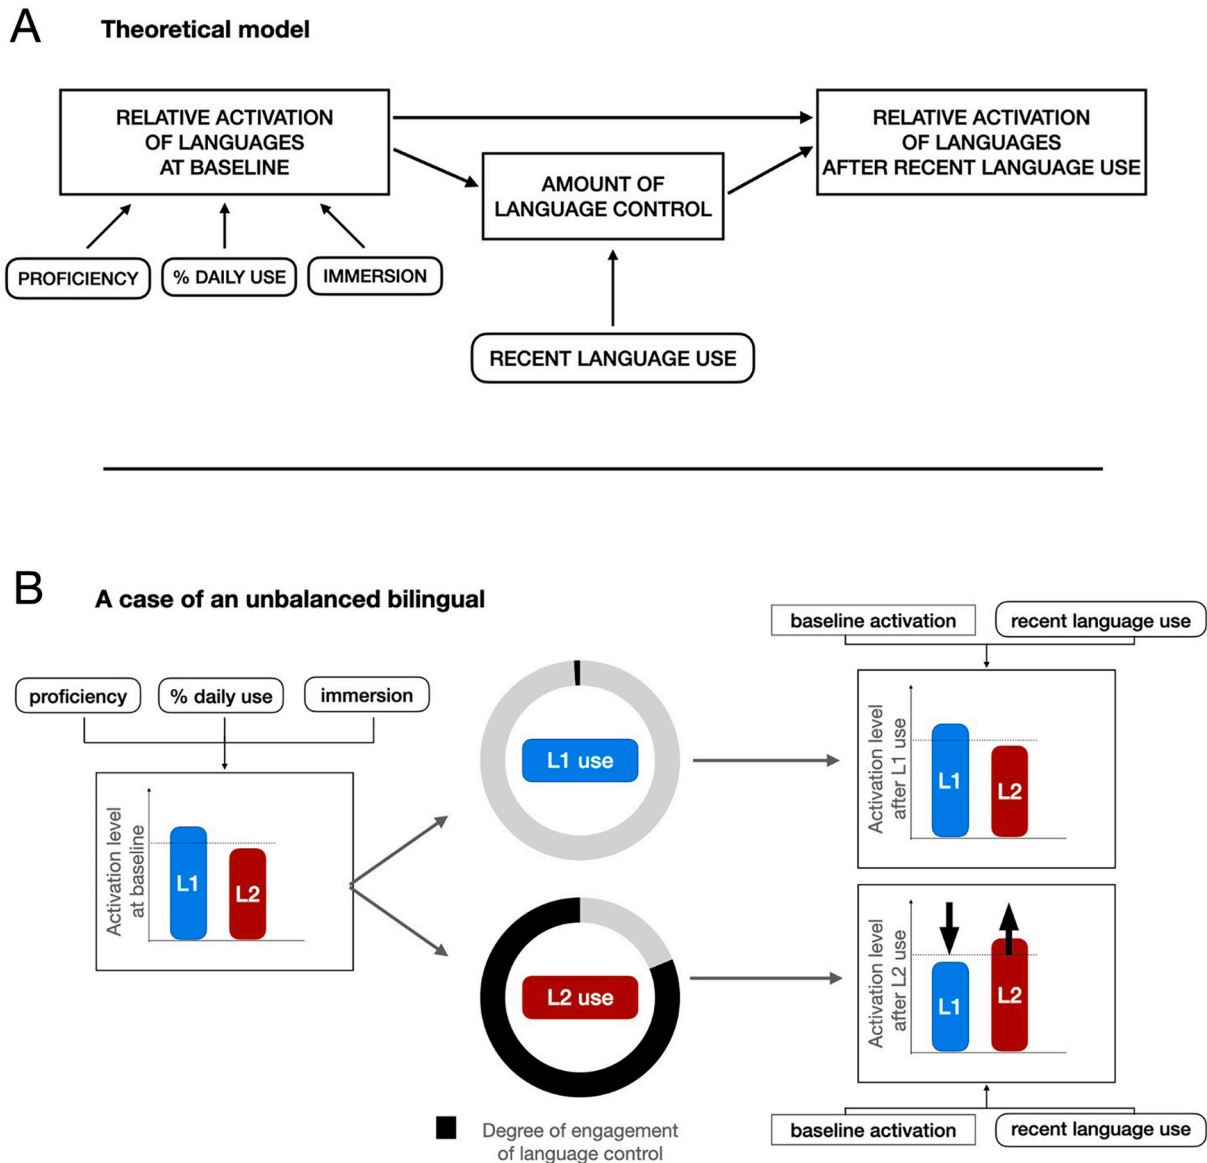 A
Theoretical model
RELATIVE ACTIVATION
OF LANGUAGES
AT BASELINE
RELATIVE ACTIVATION
OF LANGUAGES
AFTER RECENT LANGUAGE USE
AMOUNT OF
LANGUAGE CONTROL
PROFICIENCY
% DAILY USE
IMMERSION
RECENT LANGUAGE USE
B
A case of an unbalanced bilingual
baseline activation
recent language use
proficiency
% daily use
immersion
Activation level
at baseline
L1
L2
L1 use
Activation level
after L1 use
L1
L2
L2 use
Activation level
after L2 use
L1
L2
Degree of engagement
of language control
baseline activation
recent language use